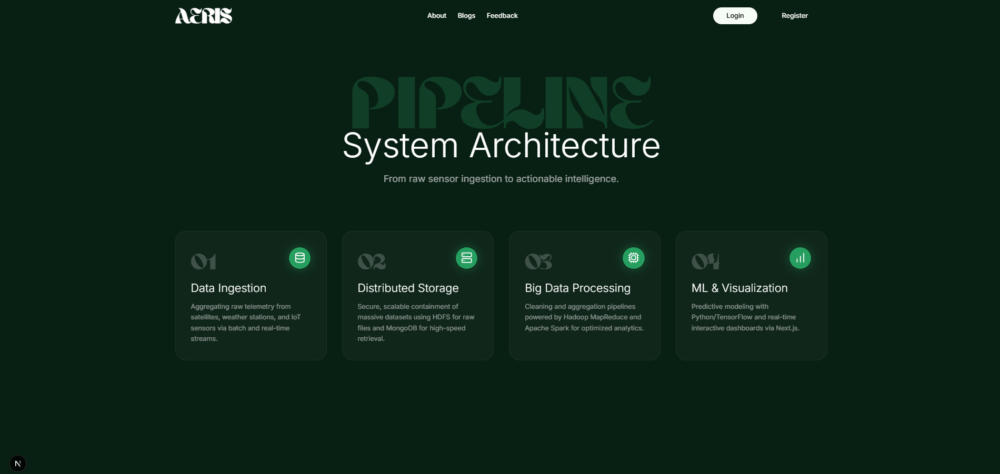 AERIS
About
Blogs
Feedback
Login
Register
PIPELINE
System Architecture
From raw sensor ingestion to actionable intelligence.
01
Data Ingestion
Aggregating raw telemetry from
satellites, weather stations, and IoT
sensors via batch and real-time
streams.
02
Distributed Storage
Secure, scalable containment of
massive datasets using HDFS for raw
files and MongoDB for high-speed
retrieval.
03
Big Data Processing
Cleaning and aggregation pipelines
powered by Hadoop MapReduce and
Apache Spark for optimized analytics.
04
ML & Visualization
Predictive modeling with
Python/TensorFlow and real-time
interactive dashboards via Next.js.
N